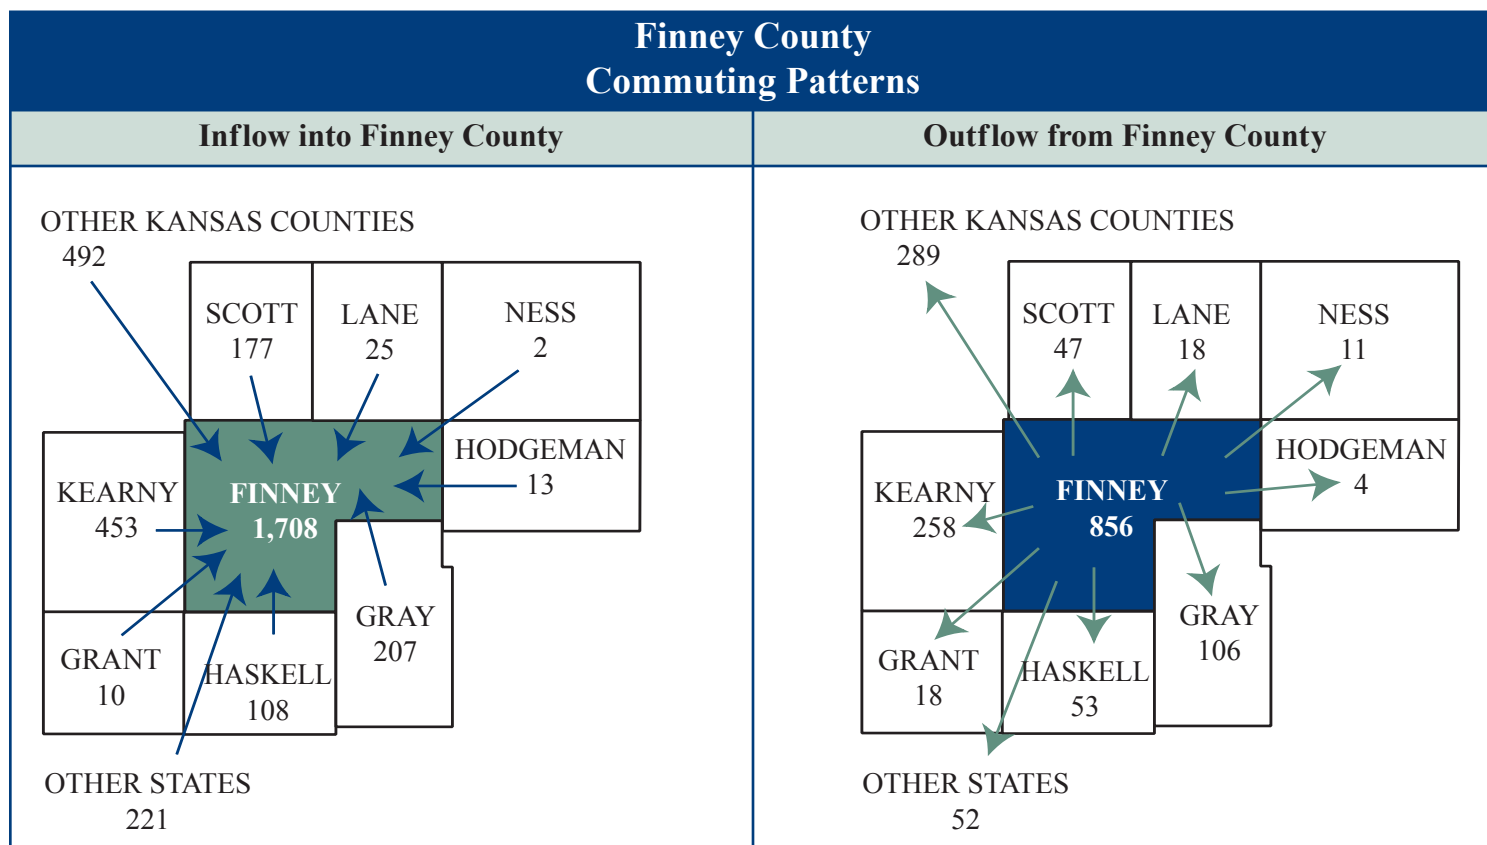 Finney County
Commuting Patterns
Inflow into Finney County
OTHER KANSAS COUNTIES
492
SCOTT
177
LANE
25
NESS
2
HODGEMAN
13
KEARNY
453
FINNEY
1,708
GRAY
207
GRANT
10
HASKELL
108
OTHER STATES
221
Outflow from Finney County
OTHER KANSAS COUNTIES
289
SCOTT
47
LANE
18
NESS
11
HODGEMAN
4
KEARNY
258
FINNEY
856
GRAY
106
GRANT
18
HASKELL
53
OTHER STATES
52